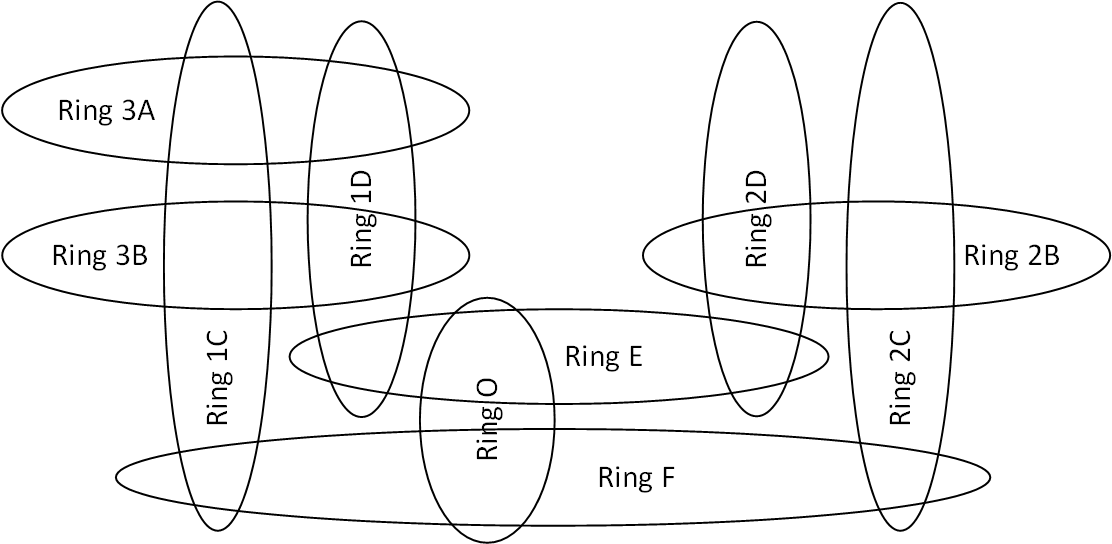 Ring 3A
Ring 1D
Ring 2D
Ring 3B
Ring 2B
Ring 1C
Ring E
Ring 2C
Ring O
Ring F